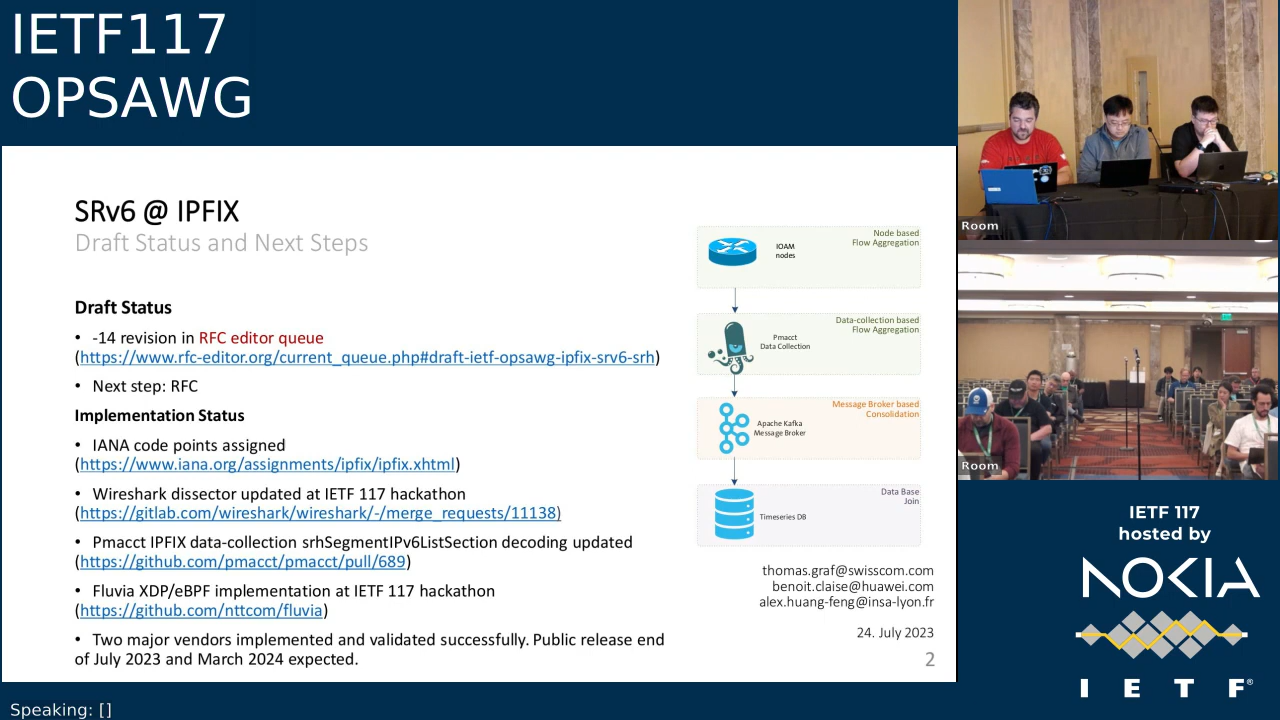 IETF117
OPSAWG
SRv6 @ IPFIX
Draft Status and Next Steps
Draft Status
• -14 revision in RFC editor queue
(https://www.rfc-editor.org/current_queue.php#draft-ietf-opsawg-ipfix-srv6-srh)
• Next step: RFC
Implementation Status
• IANA code points assigned
(https://www.iana.org/assignments/ipfix/ipfix.xhtml)
• Wireshark dissector updated at IETF 117 hackathon
(https://gitlab.com/wireshark/wireshark/-/merge_requests/11138)
• Pmacct IPFIX data-collection srhSegmentIPv6ListSection decoding updated
(https://github.com/pmacct/pmacct/pull/689)
• Fluvia XDP/eBPF implementation at IETF 117 hackathon
(https://github.com/nttcom/fluvia)
• Two major vendors implemented and validated successfully. Public release end
of July 2023 and March 2024 expected.
Node based
Flow Aggregation
IOAM
nodes
Data-collection based
Flow Aggregation
Pmacct
Data Collection
Message Broker based
Consolidation
Apache Kafka
Message Broker
Data Base
Join
Timeseries DB
thomas.graf@swisscom.com
benoit.claise@huawei.com
alex.huang-feng@insa-lyon.fr
24. July 2023
2
Room
Room
IETF 117
hosted by
NOKIA
I E T F®
Speaking: []